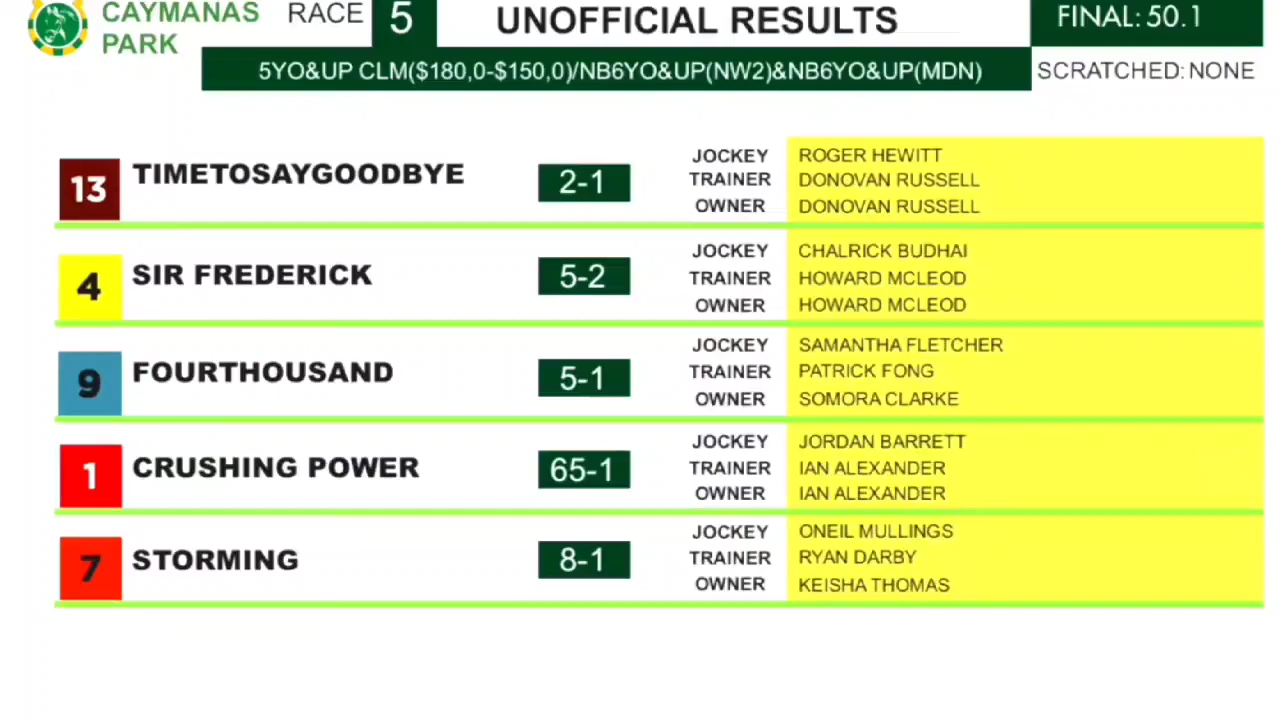 CAYMANAS PARK
RACE 5
UNOFFICIAL RESULTS
FINAL: 50.1
5YO&UP CLM($180,0-$150,0)/NB6YO&UP(NW2)&NB6YO&UP(MDN)
SCRATCHED: NONE
13 TIMETOSAYGOODBYE 2-1
JOCKEY ROGER HEWITT
TRAINER DONOVAN RUSSELL
OWNER DONOVAN RUSSELL
4 SIR FREDERICK 5-2
JOCKEY CHALRICK BUDHAI
TRAINER HOWARD MCLEOD
OWNER HOWARD MCLEOD
9 FOURTHOUSAND 5-1
JOCKEY SAMANTHA FLETCHER
TRAINER PATRICK FONG
OWNER SOMORA CLARKE
1 CRUSHING POWER 65-1
JOCKEY JORDAN BARRETT
TRAINER IAN ALEXANDER
OWNER IAN ALEXANDER
7 STORMING 8-1
JOCKEY ONEIL MULLINGS
TRAINER RYAN DARBY
OWNER KEISHA THOMAS